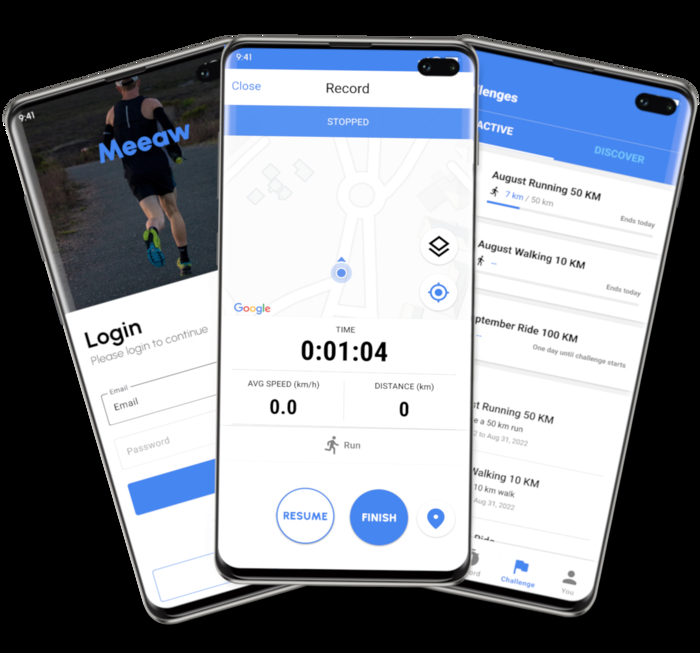 9:41
Meeaw
Login
Please login to continue
Email
Email
Password
9:41
Close
Record
STOPPED
Google
TIME
0:01:04
AVG SPEED (km/h)
DISTANCE (km)
0.0
0
Run
RESUME
FINISH
lenges
ACTIVE
DISCOVER
August Running 50 KM
7 km / 50 km
Ends today
August Walking 10 KM
--
Ends today
ptember Ride 100 KM
--
One day until challenge starts
st Running 50 KM
e a 50 km run
2 to Aug 31, 2022
Walking 10 KM
10 km walk
Aug 31, 2022
Ride
ord
Challenge
You